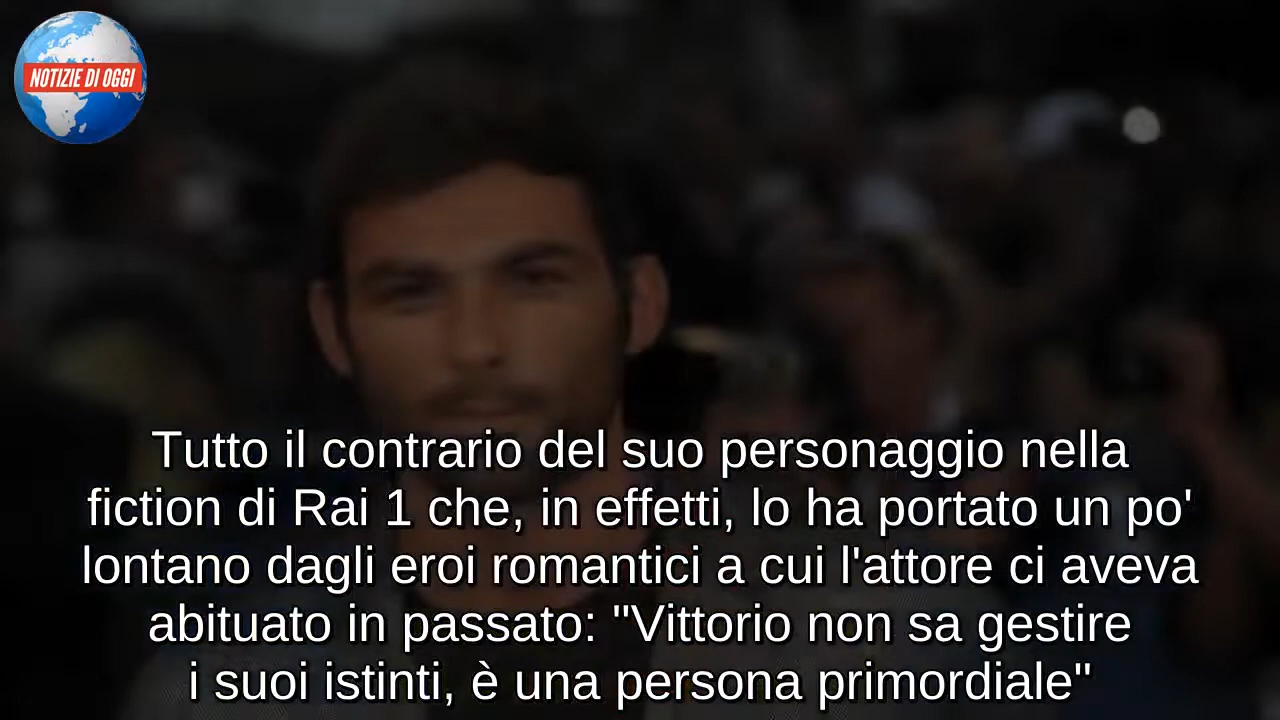 NOTIZIE DI OGGI
Tutto il contrario del suo personaggio nella
fiction di Rai 1 che, in effetti, lo ha portato un po'
lontano dagli eroi romantici a cui l'attore ci aveva
abituato in passato: "Vittorio non sa gestire
i suoi istinti, è una persona primordiale"